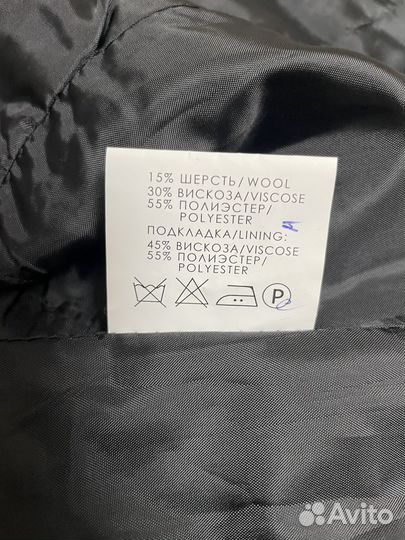 15% ШЕРСТЬ/WOOL
30% ВИСКОЗА/VISCOSE
55% ПОЛИЭСТЕР/
POLYESTER
ПОДКЛАДКА/LINING:
45% ВИСКОЗА/VISCOSE
55% ПОЛИЭСТЕР/
POLYESTER
P
Avito